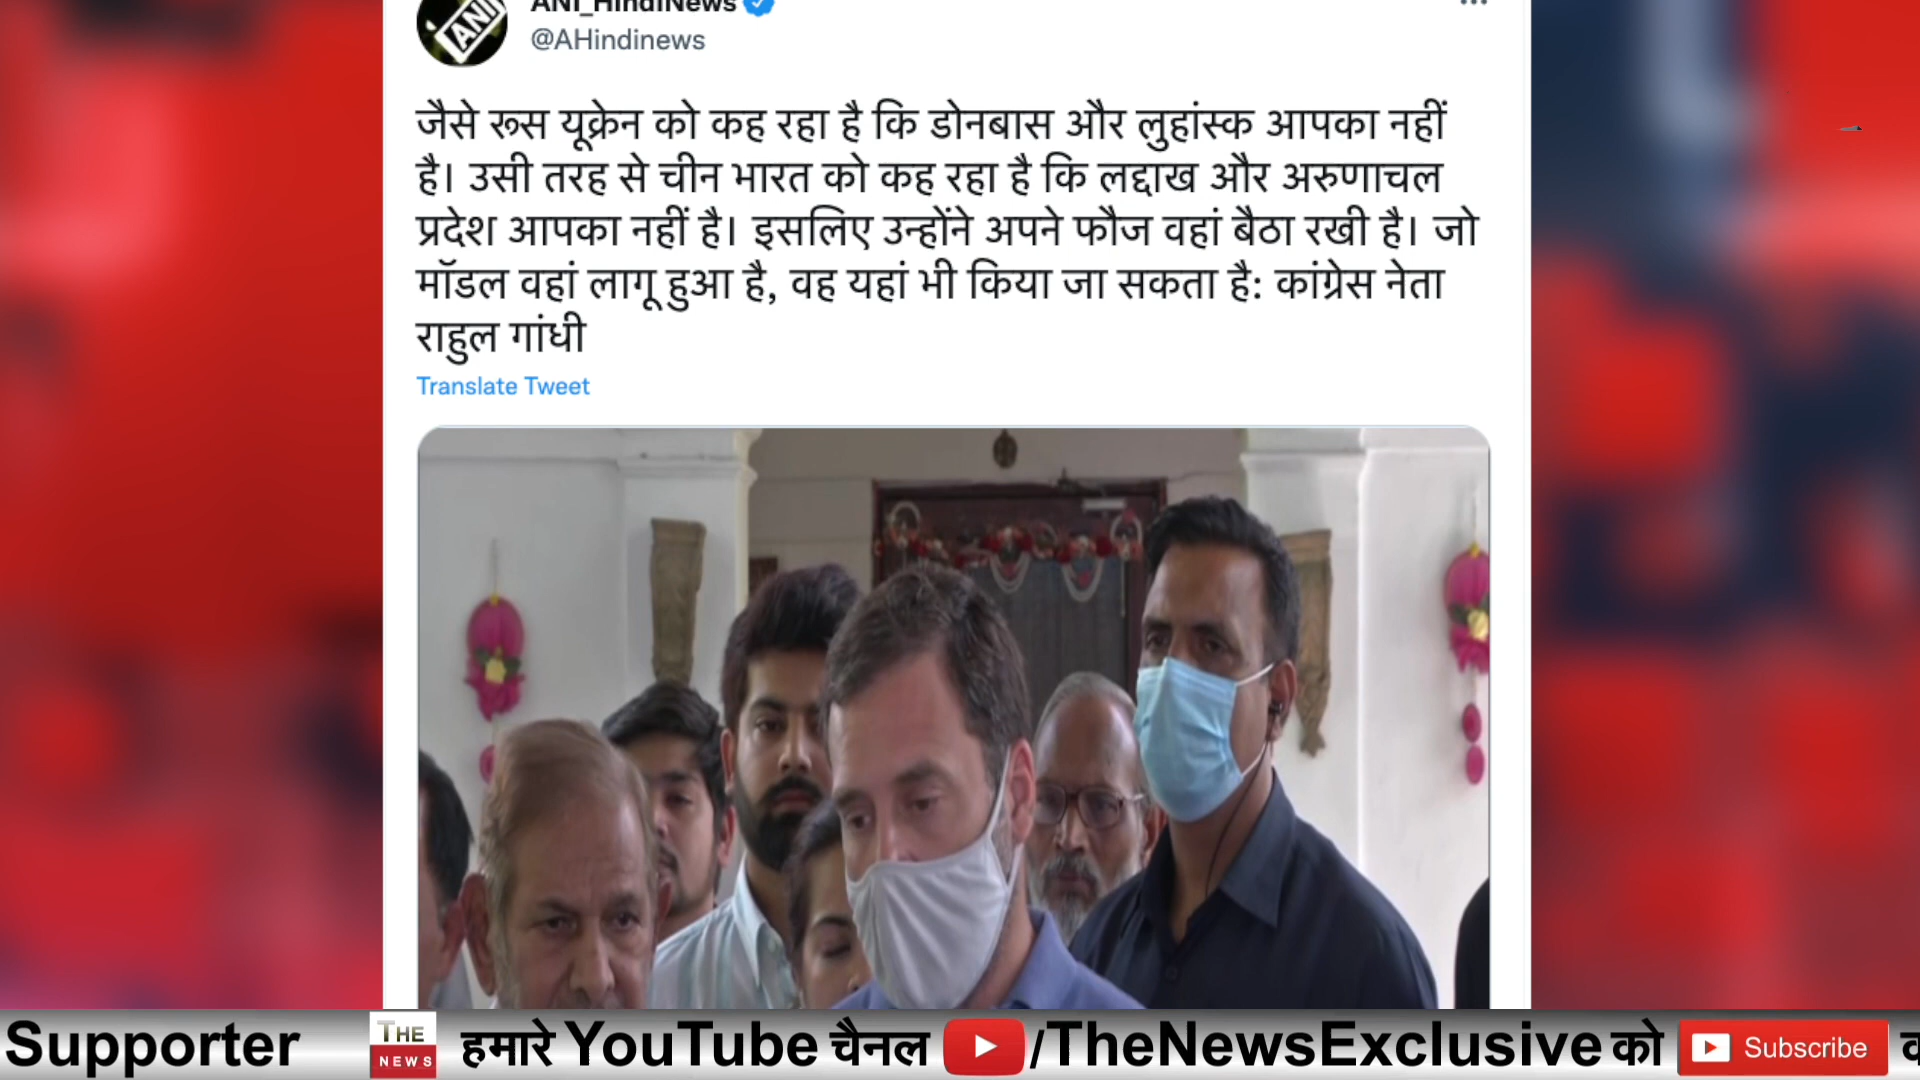 ANI_HindiNews
@AHindinews
जैसे रूस यूक्रेन को कह रहा है कि डोनबास और लुहांस्क आपका नहीं
है। उसी तरह से चीन भारत को कह रहा है कि लद्दाख और अरुणाचल
प्रदेश आपका नहीं है। इसलिए उन्होंने अपने फौज वहां बैठा रखी है। जो
मॉडल वहां लागू हुआ है, वह यहां भी किया जा सकता है: कांग्रेस नेता
राहुल गांधी
Translate Tweet
Supporter THE NEWS हमारे YouTube चैनल /TheNewsExclusive को Subscribe